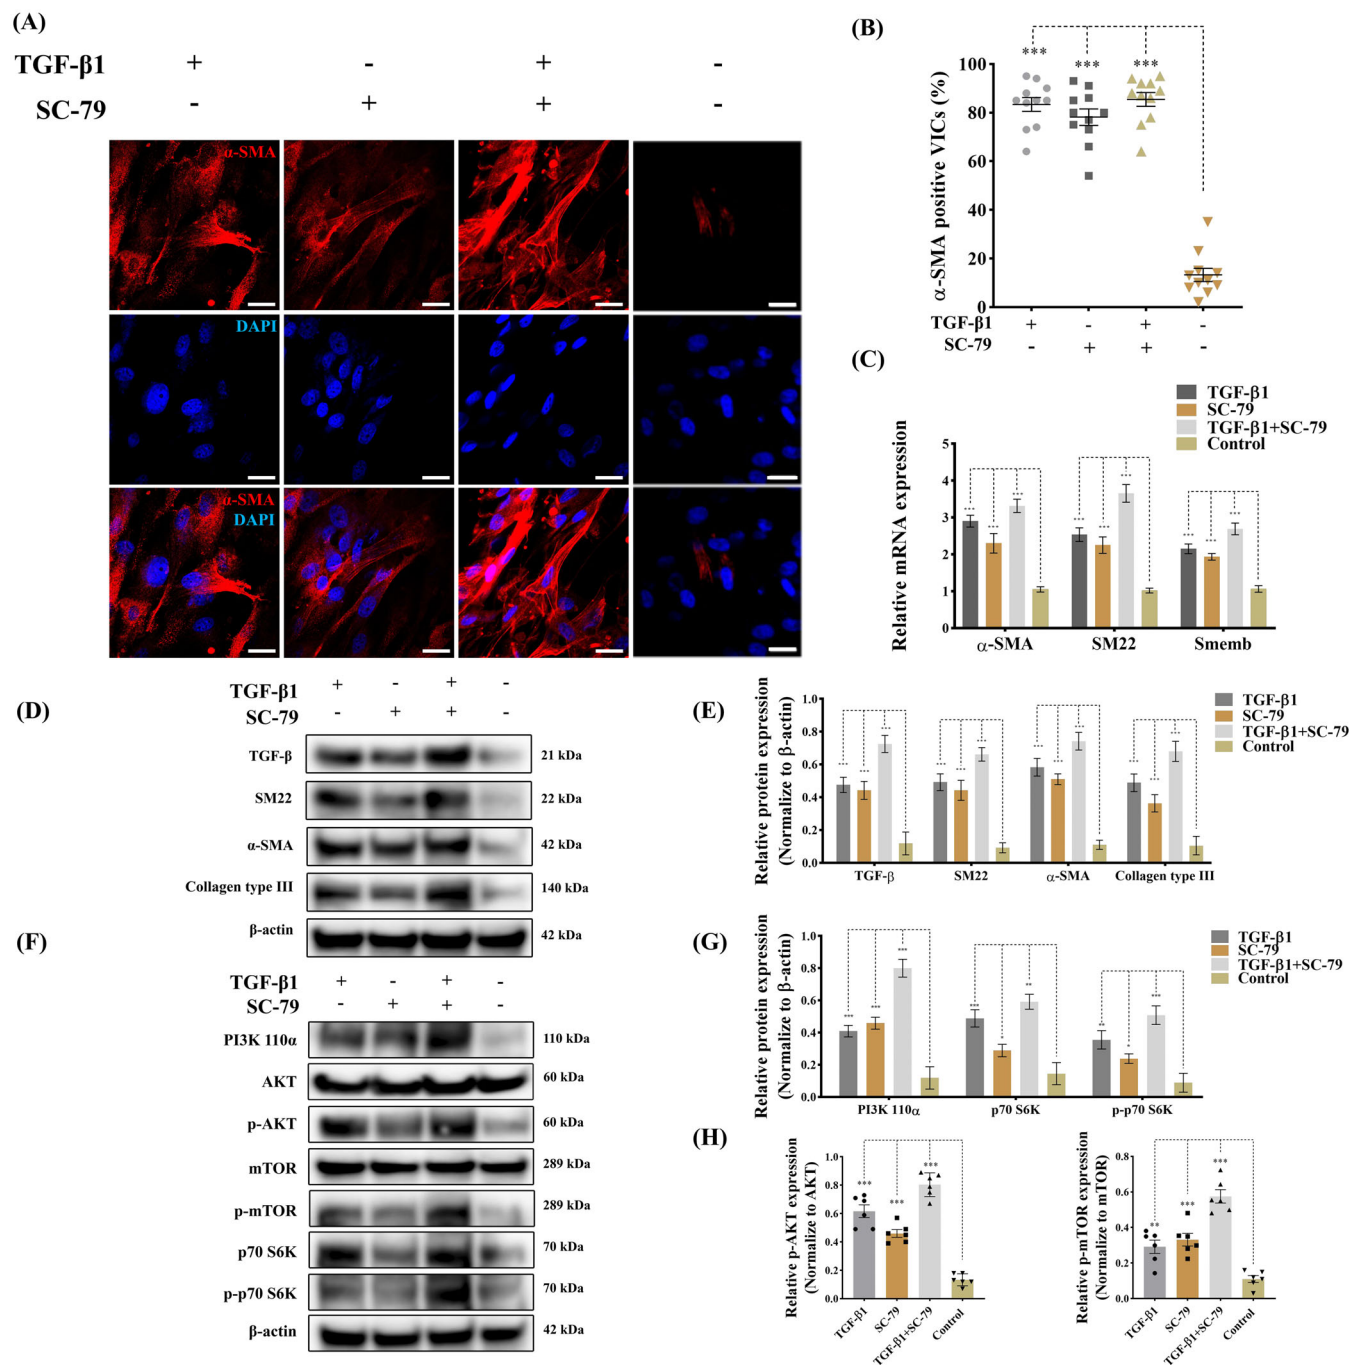 (A)
TGF-β1 + - + -
SC-79 - + + -
α-SMA
DAPI
α-SMA
DAPI
(B)
***
***
***
α-SMA positive VICs (%)
100
80
60
40
20
0
TGF-β1 + - + -
SC-79 - + + -
(C)
TGF-β1
SC-79
TGF-β1+SC-79
Control
Relative mRNA expression
5
4
3
2
1
0
*** *** *** *** *** *** *** *** ***
α-SMA SM22 Smemb
(D)
TGF-β1 + - + -
SC-79 - + + -
TGF-β 21 kDa
SM22 22 kDa
α-SMA 42 kDa
Collagen type III 140 kDa
β-actin 42 kDa
(E)
TGF-β1
SC-79
TGF-β1+SC-79
Control
Relative protein expression
(Normalize to β-actin)
1.0
0.8
0.6
0.4
0.2
0.0
*** *** *** *** *** *** *** *** *** *** *** ***
TGF-β SM22 α-SMA Collagen type III
(F)
TGF-β1 + - + -
SC-79 - + + -
PI3K 110α 110 kDa
AKT 60 kDa
p-AKT 60 kDa
mTOR 289 kDa
p-mTOR 289 kDa
p70 S6K 70 kDa
p-p70 S6K 70 kDa
β-actin 42 kDa
(G)
TGF-β1
SC-79
TGF-β1+SC-79
Control
Relative protein expression
(Normalize to β-actin)
1.0
0.8
0.6
0.4
0.2
0.0
*** *** *** *** * ** ** * ***
PI3K 110α p70 S6K p-p70 S6K
(H)
Relative p-AKT expression
(Normalize to AKT)
1.0
0.8
0.6
0.4
0.2
0.0
*** *** ***
TGF-β1 SC-79 TGF-β1+SC-79 Control
Relative p-mTOR expression
(Normalize to mTOR)
0.8
0.6
0.4
0.2
0.0
** *** ***
TGF-β1 SC-79 TGF-β1+SC-79 Control